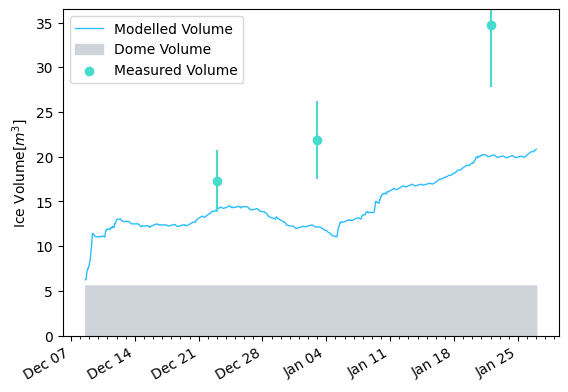 Modelled Volume
Dome Volume
Measured Volume
Ice Volume[m³]
35
30
25
20
15
10
5
0
Dec 07
Dec 14
Dec 21
Dec 28
Jan 04
Jan 11
Jan 18
Jan 25